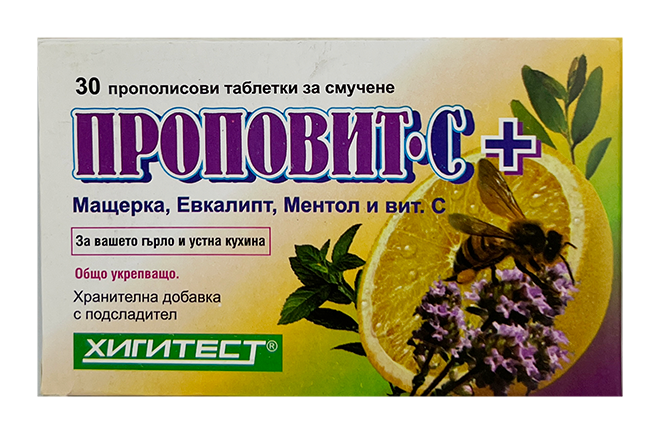 30 прополисови таблетки за смучене
ПРОПОВИТ•С+
Мащерка, Евкалипт, Ментол и вит. С
За вашето гърло и устна кухина
Общо укрепващо.
Хранителна добавка
с подсладител
ХИГИТЕСТ®